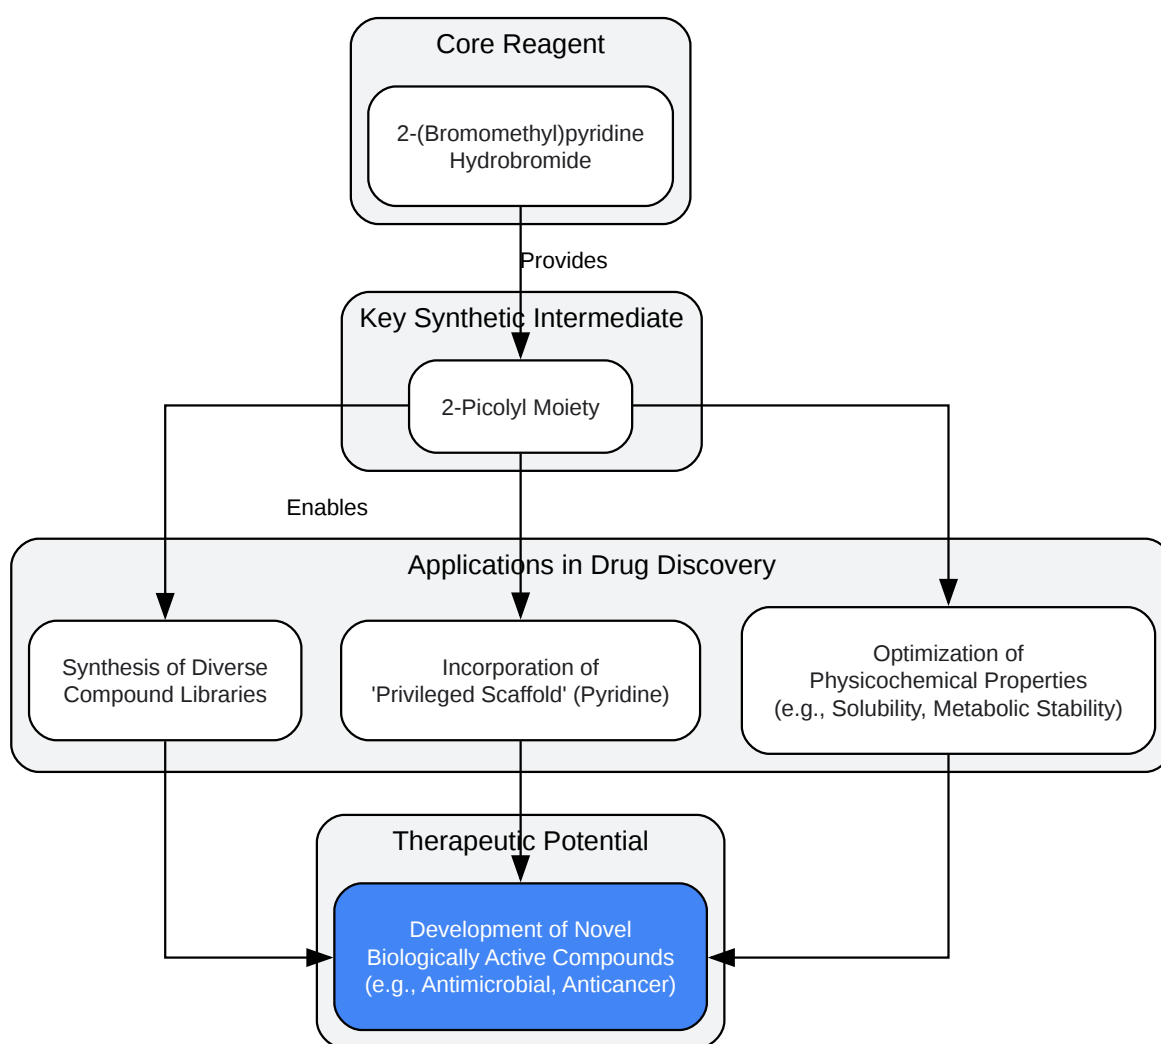 Core Reagent
2-(Bromomethyl)pyridine
Hydrobromide
Provides
Key Synthetic Intermediate
2-Picolyl Moiety
Enables
Applications in Drug Discovery
Synthesis of Diverse
Compound Libraries
Incorporation of
'Privileged Scaffold' (Pyridine)
Optimization of
Physicochemical Properties
(e.g., Solubility, Metabolic Stability)
Therapeutic Potential
Development of Novel
Biologically Active Compounds
(e.g., Antimicrobial, Anticancer)